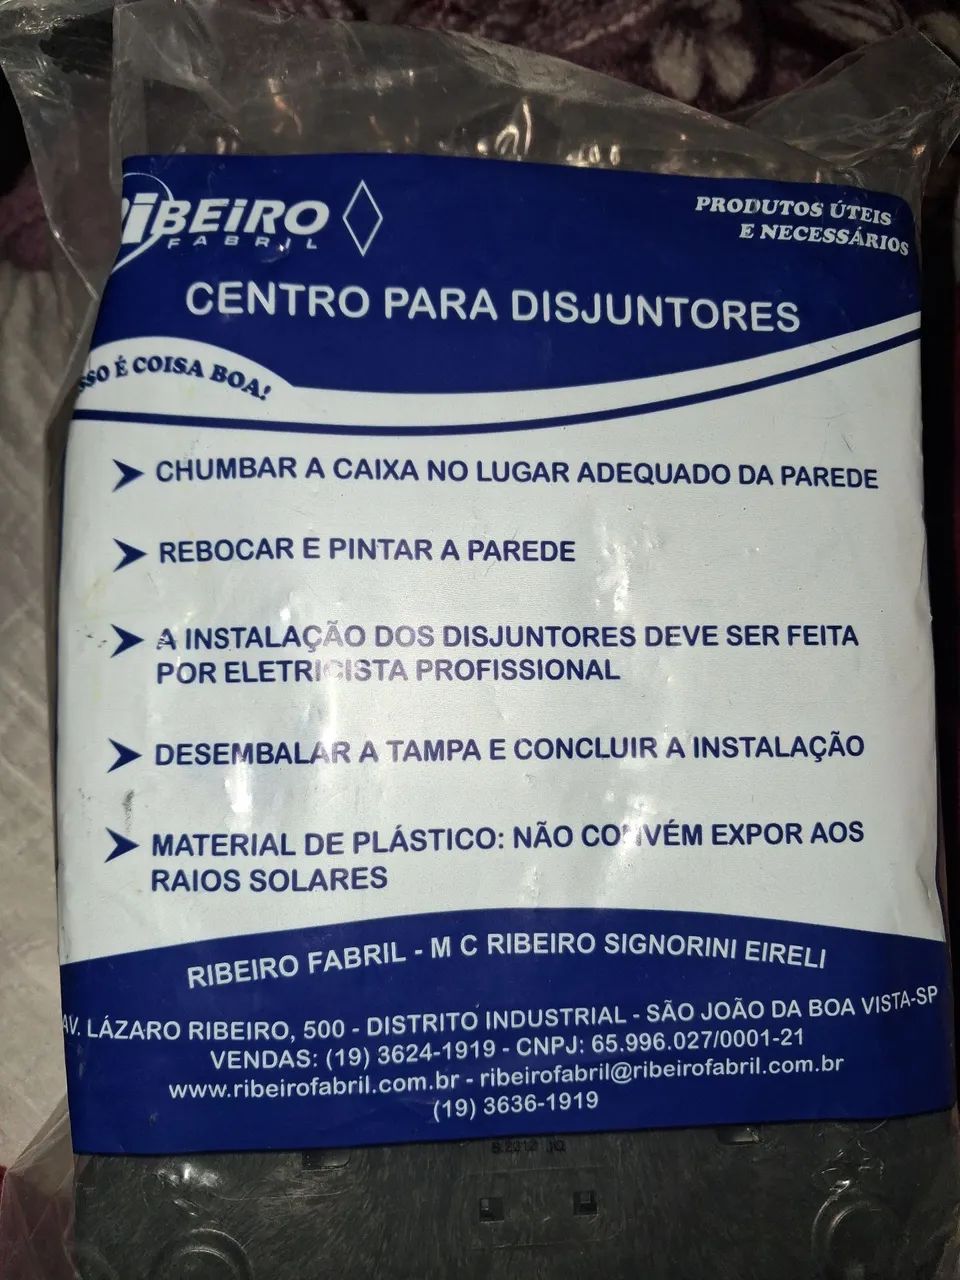 RIBEIRO
FABRIL
PRODUTOS ÚTEIS
E NECESSÁRIOS
CENTRO PARA DISJUNTORES
SSO É COISA BOA!
CHUMBAR A CAIXA NO LUGAR ADEQUADO DA PAREDE
REBOCAR E PINTAR A PAREDE
A INSTALAÇÃO DOS DISJUNTORES DEVE SER FEITA
POR ELETRICISTA PROFISSIONAL
DESEMBALAR A TAMPA E CONCLUIR A INSTALAÇÃO
MATERIAL DE PLÁSTICO: NÃO CONVÉM EXPOR AOS
RAIOS SOLARES
RIBEIRO FABRIL - M C RIBEIRO SIGNORINI EIRELI
AV. LÁZARO RIBEIRO, 500 - DISTRITO INDUSTRIAL - SÃO JOÃO DA BOA VISTA-SP
VENDAS: (19) 3624-1919 - CNPJ: 65.996.027/0001-21
www.ribeirofabril.com.br - ribeirofabril@ribeirofabril.com.br
(19) 3636-1919